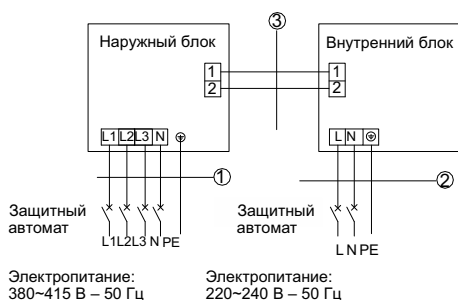 ③
Наружный блок
Внутренний блок
1
2
1
2
L1 L2 L3 N
L N
①
②
Защитный автомат
L1 L2 L3 N PE
Защитный автомат
L N PE
Электропитание:
380~415 В – 50 Гц
Электропитание:
220~240 В – 50 Гц